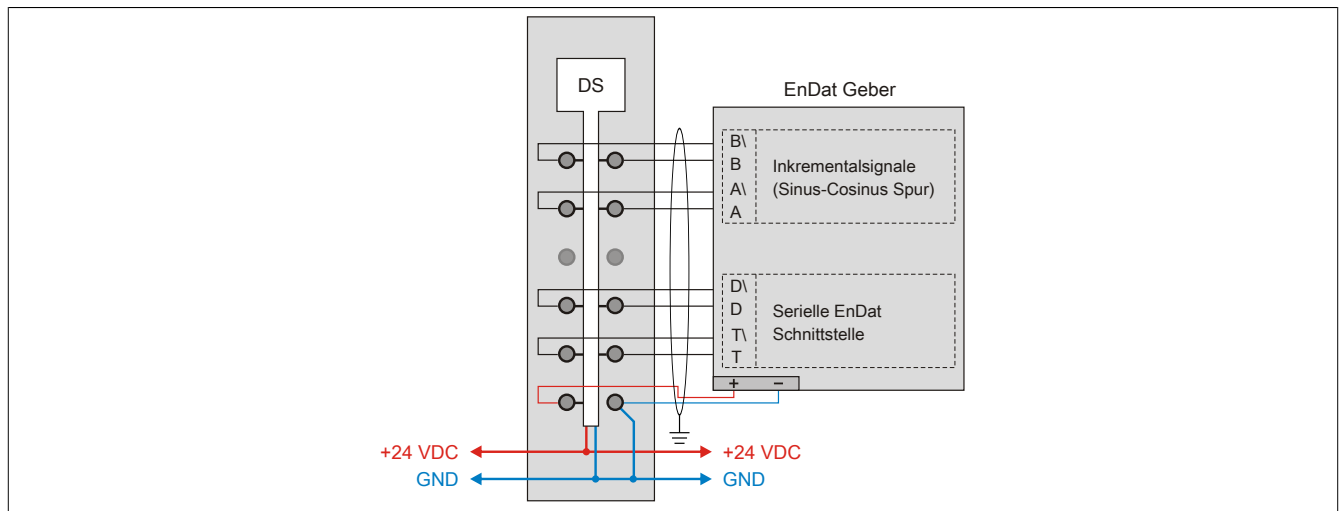 DS
EnDat Geber
B\
B
A\
A
Inkrementalsignale
(Sinus-Cosinus Spur)
D\
D
T\
T
Serielle EnDat
Schnittstelle
+ −
+24 VDC
+24 VDC
GND
GND